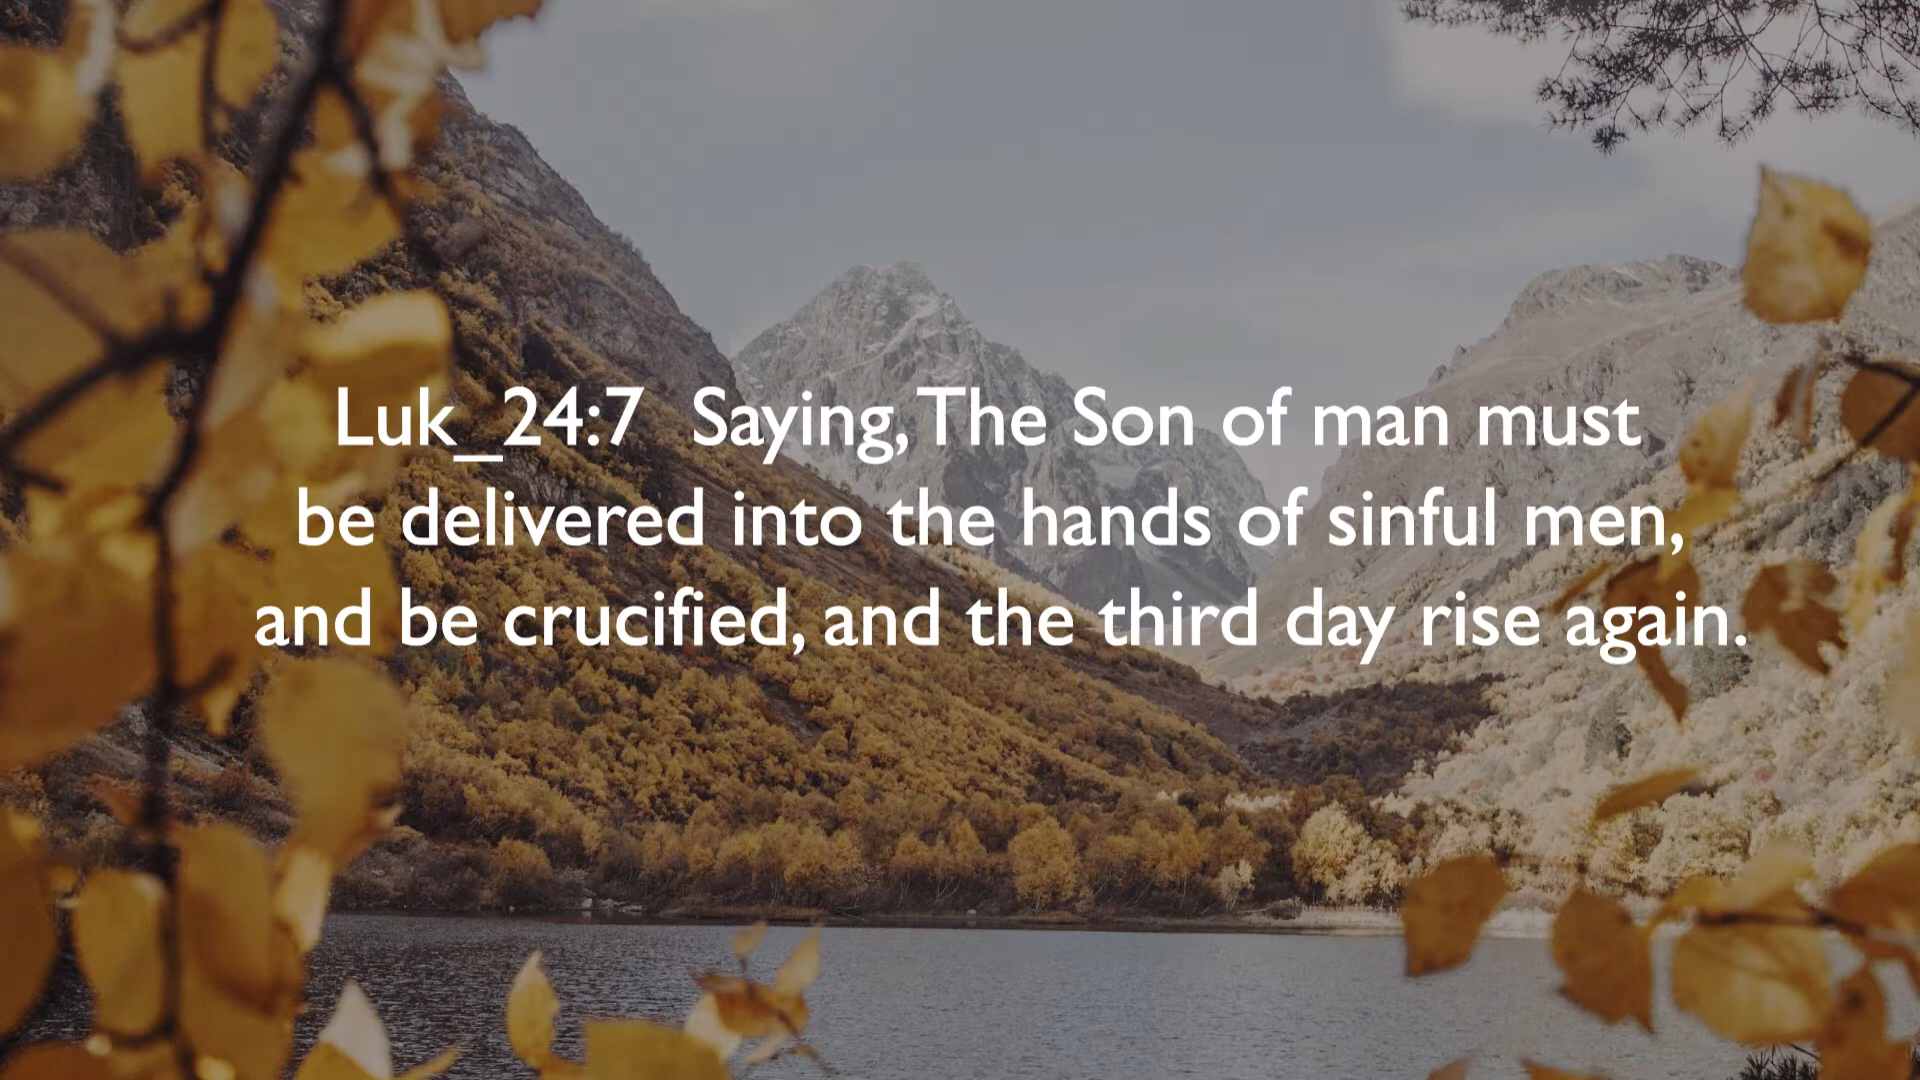 Luk_24:7  Saying, The Son of man must
be delivered into the hands of sinful men,
and be crucified, and the third day rise again.